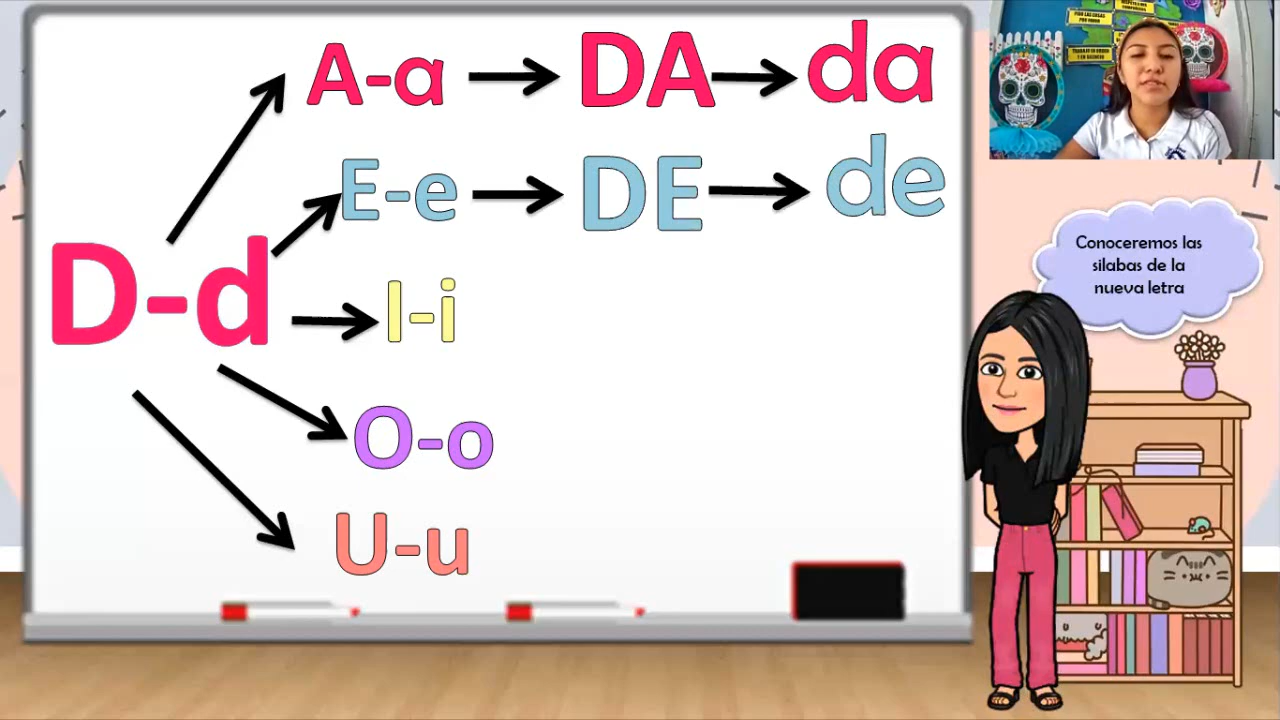 A-a DA da
E-e DE de
D-d
I-i
O-o
U-u
Conoceremos las
silabas de la
nueva letra